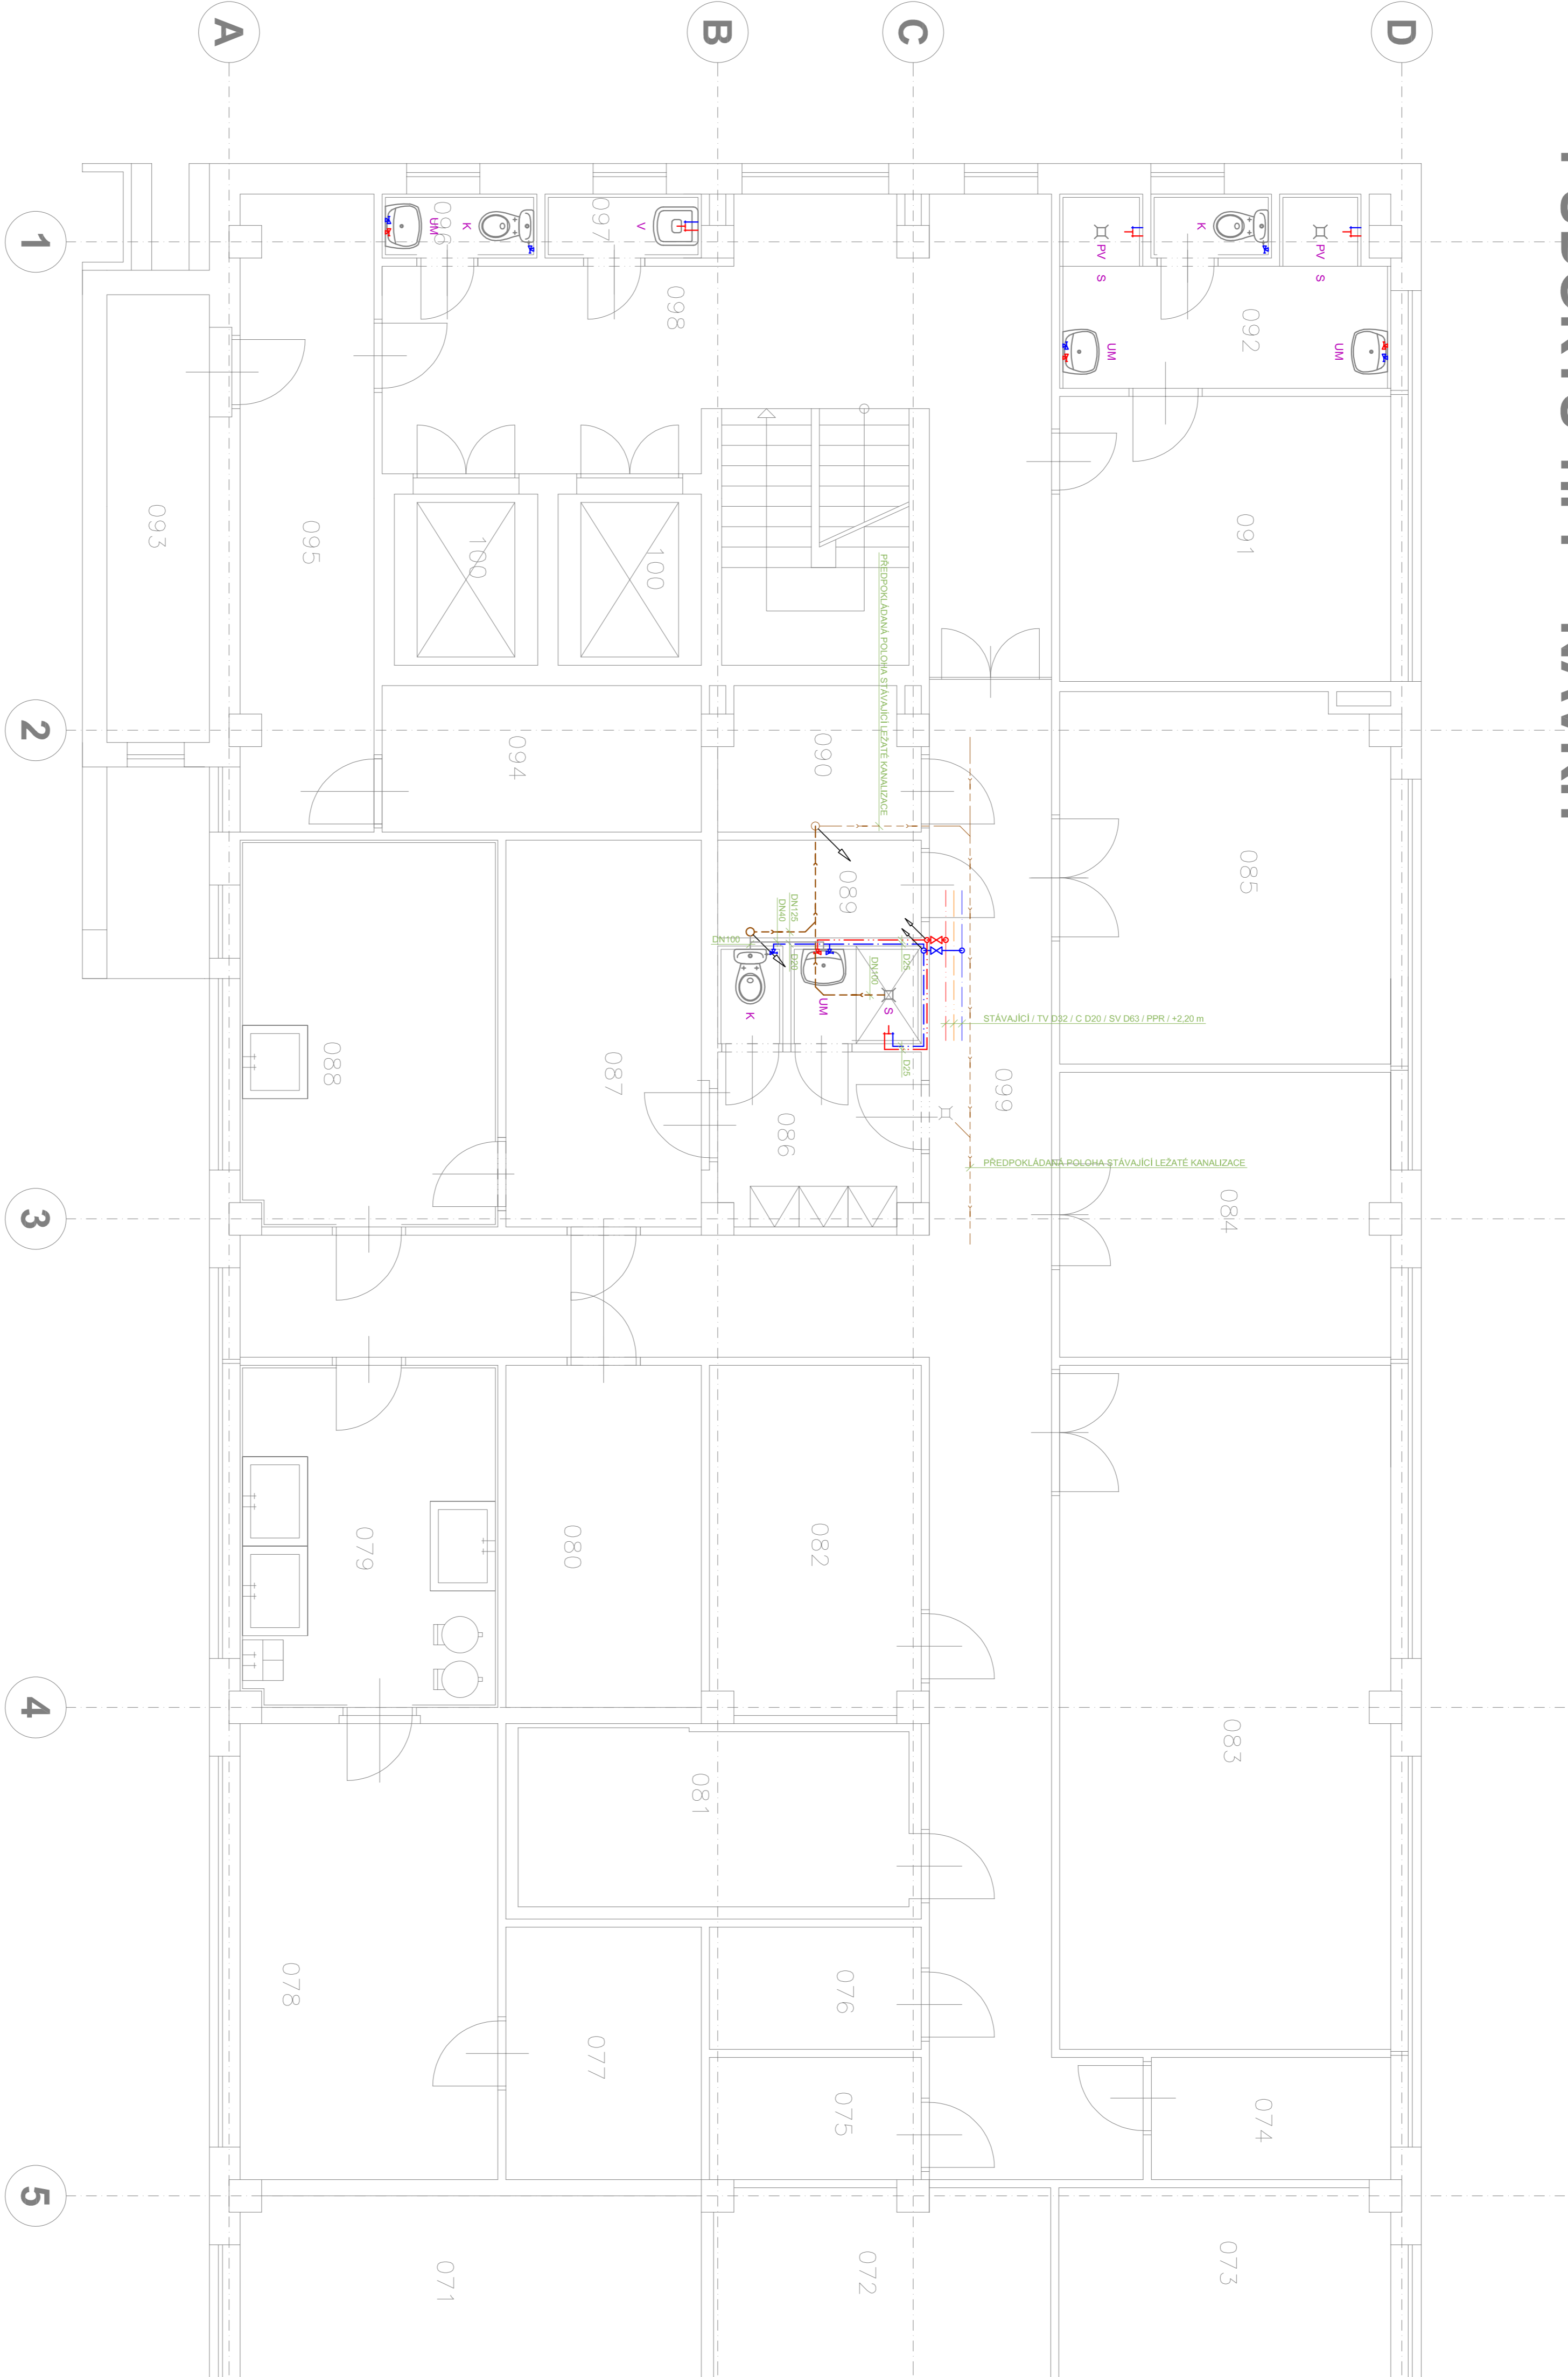 A
B
C
D
1
2
3
4
5
096
UM
K
097
V
098
PV
S
K
PV
S
092
UM
UM
093
095
100
100
091
PŘEDPOKLÁDANÁ POLOHA STÁVAJÍCÍ LEŽATÉ KANALIZACE
094
090
085
089
DN125
DN40
DN100
D20
D25
DN100
K
UM
S
D25
STÁVAJÍCÍ / TV D32 / C D20 / SV D63 / PPR / +2,20 m
088
087
099
086
PŘEDPOKLÁDANÁ POLOHA STÁVAJÍCÍ LEŽATÉ KANALIZACE
084
079
080
082
083
081
078
076
077
075
074
071
072
073